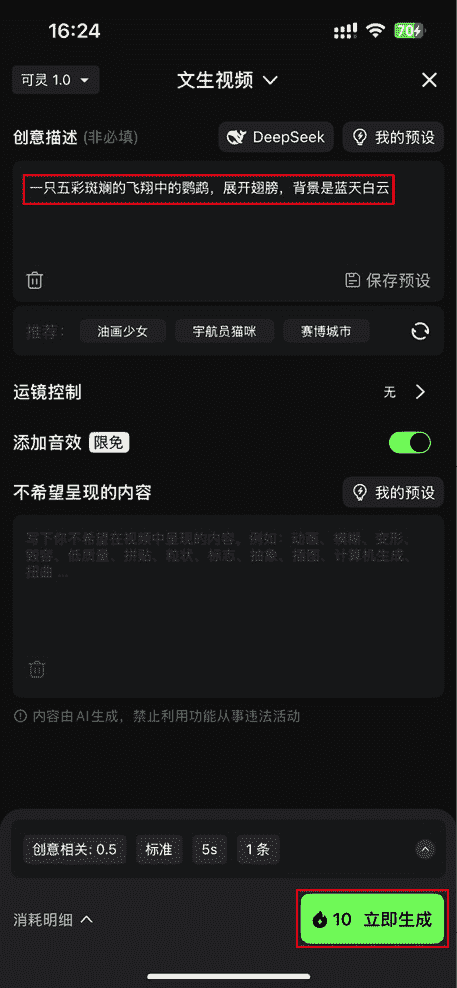 16:24
70
可灵 1.0
文生视频
创意描述 (非必填)
DeepSeek
我的预设
一只五彩斑斓的飞翔中的鹦鹉，展开翅膀，背景是蓝天白云
保存预设
推荐：
油画少女
宇航员猫咪
赛博城市
运镜控制
无
添加音效 限免
不希望呈现的内容
我的预设
写下你不希望在视频中呈现的内容，例如：动画、模糊、变形、
毁容、低质量、拼贴、粒状、标志、抽象、插图、计算机生成、
扭曲 ...
内容由 AI 生成，禁止利用功能从事违法活动
创意相关: 0.5
标准
5s
1 条
消耗明细
10 立即生成